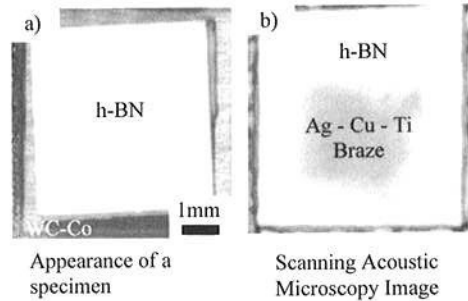 a)
h-BN
WC-Co
1mm
Appearance of a
specimen
b)
h-BN
Ag - Cu - Ti
Braze
Scanning Acoustic
Microscopy Image